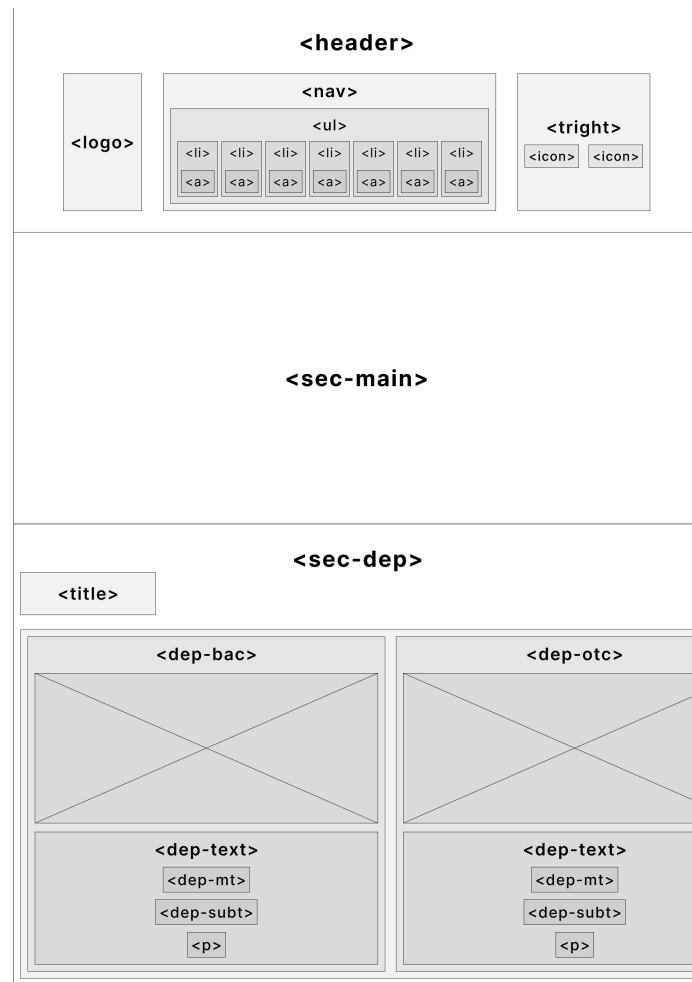 <header>
<logo>
<nav>
<ul>
<li> <li> <li> <li> <li> <li> <li>
<a> <a> <a> <a> <a> <a> <a>
<tright>
<icon> <icon>
<sec-main>
<sec-dep>
<title>
<dep-bac>
<dep-text>
<dep-mt>
<dep-subt>
<p>
<dep-otc>
<dep-text>
<dep-mt>
<dep-subt>
<p>